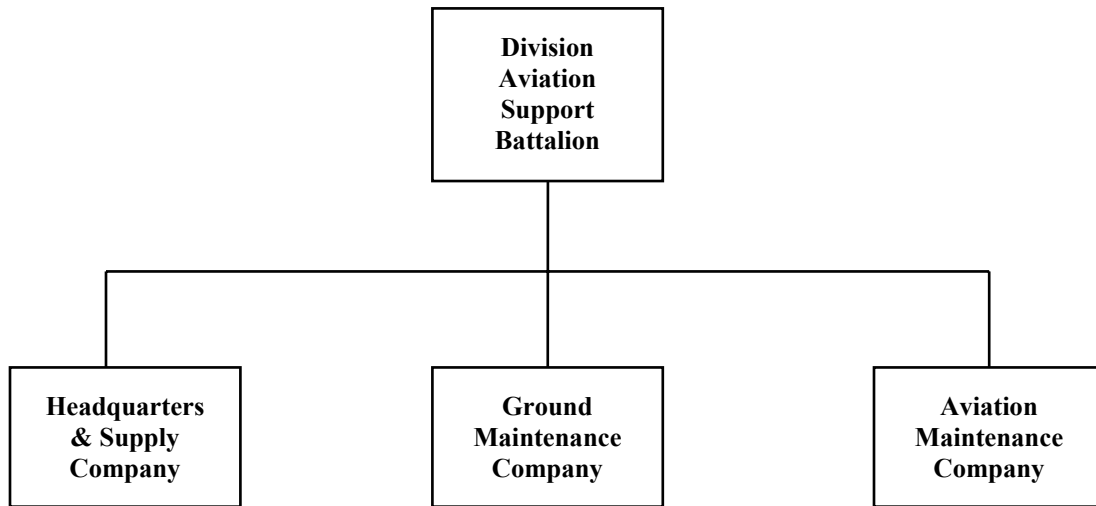 Division
Aviation
Support
Battalion
Headquarters
& Supply
Company
Ground
Maintenance
Company
Aviation
Maintenance
Company